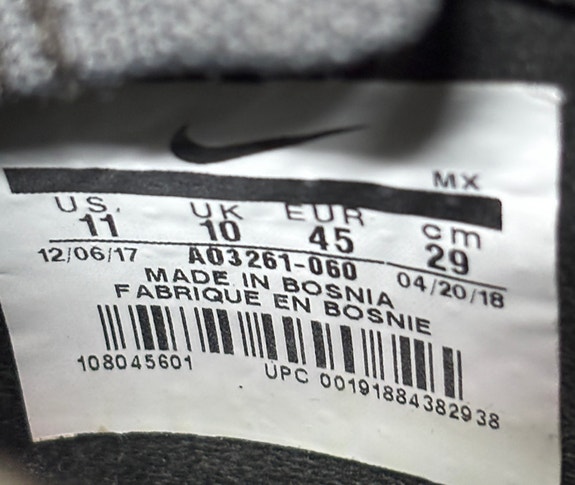 MX
US. UK EUR cm
11 10 45 29
12/06/17 AO3261-060 04/20/18
MADE IN BOSNIA
FABRIQUE EN BOSNIE
108045601 UPC 00191884382938